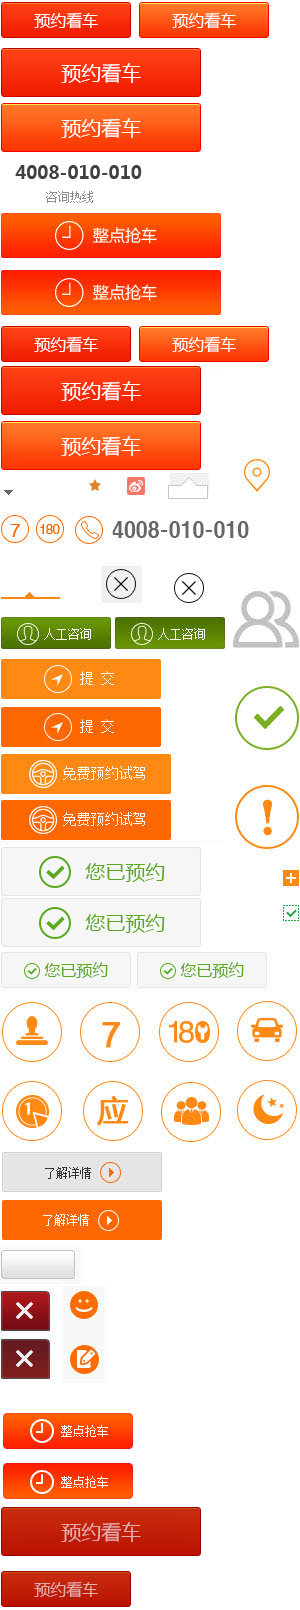 预约看车 预约看车
预约看车
预约看车
4008-010-010
咨询热线
整点抢车
整点抢车
预约看车 预约看车
预约看车
预约看车
7 180 4008-010-010
人工咨询 人工咨询
提 交
提 交
免费预约试驾
免费预约试驾
您已预约
您已预约
您已预约 您已预约
7 180
1 应
了解详情
了解详情
整点抢车
整点抢车
预约看车
预约看车